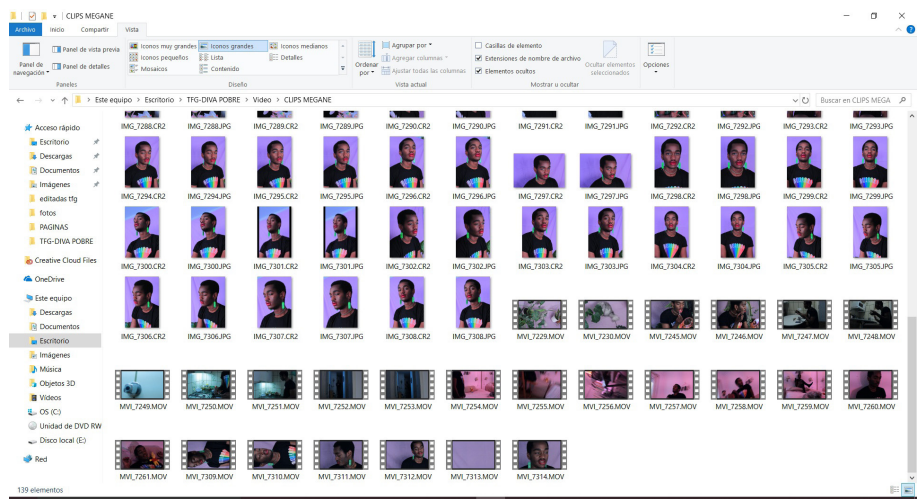 CLIPS MEGANE
Archivo Inicio Compartir Vista
Panel de navegación
Panel de vista previa
Panel de detalles
Paneles
Iconos muy grandes Iconos grandes Iconos medianos
Iconos pequeños Lista Detalles
Mosaicos Contenido
Diseño
Ordenar por
Agrupar por
Agregar columnas
Ajustar todas las columnas
Vista actual
Casillas de elemento
Extensiones de nombre de archivo
Elementos ocultos
Ocultar elementos seleccionados
Mostrar u ocultar
Opciones
Este equipo > Escritorio > TFG-DIVA POBRE > Video > CLIPS MEGANE
Buscar en CLIPS MEGA
Acceso rápido
Escritorio
Descargas
Documentos
Imágenes
editadas tfg
fotos
PAGINAS
TFG-DIVA POBRE
Creative Cloud Files
OneDrive
Este equipo
Descargas
Documentos
Escritorio
Imágenes
Música
Objetos 3D
Vídeos
OS (C:)
Unidad de DVD RW
Disco local (E:)
Red
IMG_7288.CR2 IMG_7288.JPG IMG_7289.CR2 IMG_7289.JPG IMG_7290.CR2 IMG_7290.JPG IMG_7291.CR2 IMG_7291.JPG IMG_7292.CR2 IMG_7292.JPG IMG_7293.CR2 IMG_7293.JPG
IMG_7294.CR2 IMG_7294.JPG IMG_7295.CR2 IMG_7295.JPG IMG_7296.CR2 IMG_7296.JPG IMG_7297.CR2 IMG_7297.JPG IMG_7298.CR2 IMG_7298.JPG IMG_7299.CR2 IMG_7299.JPG
IMG_7300.CR2 IMG_7300.JPG IMG_7301.CR2 IMG_7301.JPG IMG_7302.CR2 IMG_7302.JPG IMG_7303.CR2 IMG_7303.JPG IMG_7304.CR2 IMG_7304.JPG IMG_7305.CR2 IMG_7305.JPG
IMG_7306.CR2 IMG_7306.JPG IMG_7307.CR2 IMG_7307.JPG IMG_7308.CR2 IMG_7308.JPG MVI_7229.MOV MVI_7230.MOV MVI_7245.MOV MVI_7246.MOV MVI_7247.MOV MVI_7248.MOV
MVI_7249.MOV MVI_7250.MOV MVI_7251.MOV MVI_7252.MOV MVI_7253.MOV MVI_7254.MOV MVI_7255.MOV MVI_7256.MOV MVI_7257.MOV MVI_7258.MOV MVI_7259.MOV MVI_7260.MOV
MVI_7261.MOV MVI_7309.MOV MVI_7310.MOV MVI_7311.MOV MVI_7312.MOV MVI_7313.MOV MVI_7314.MOV
139 elementos